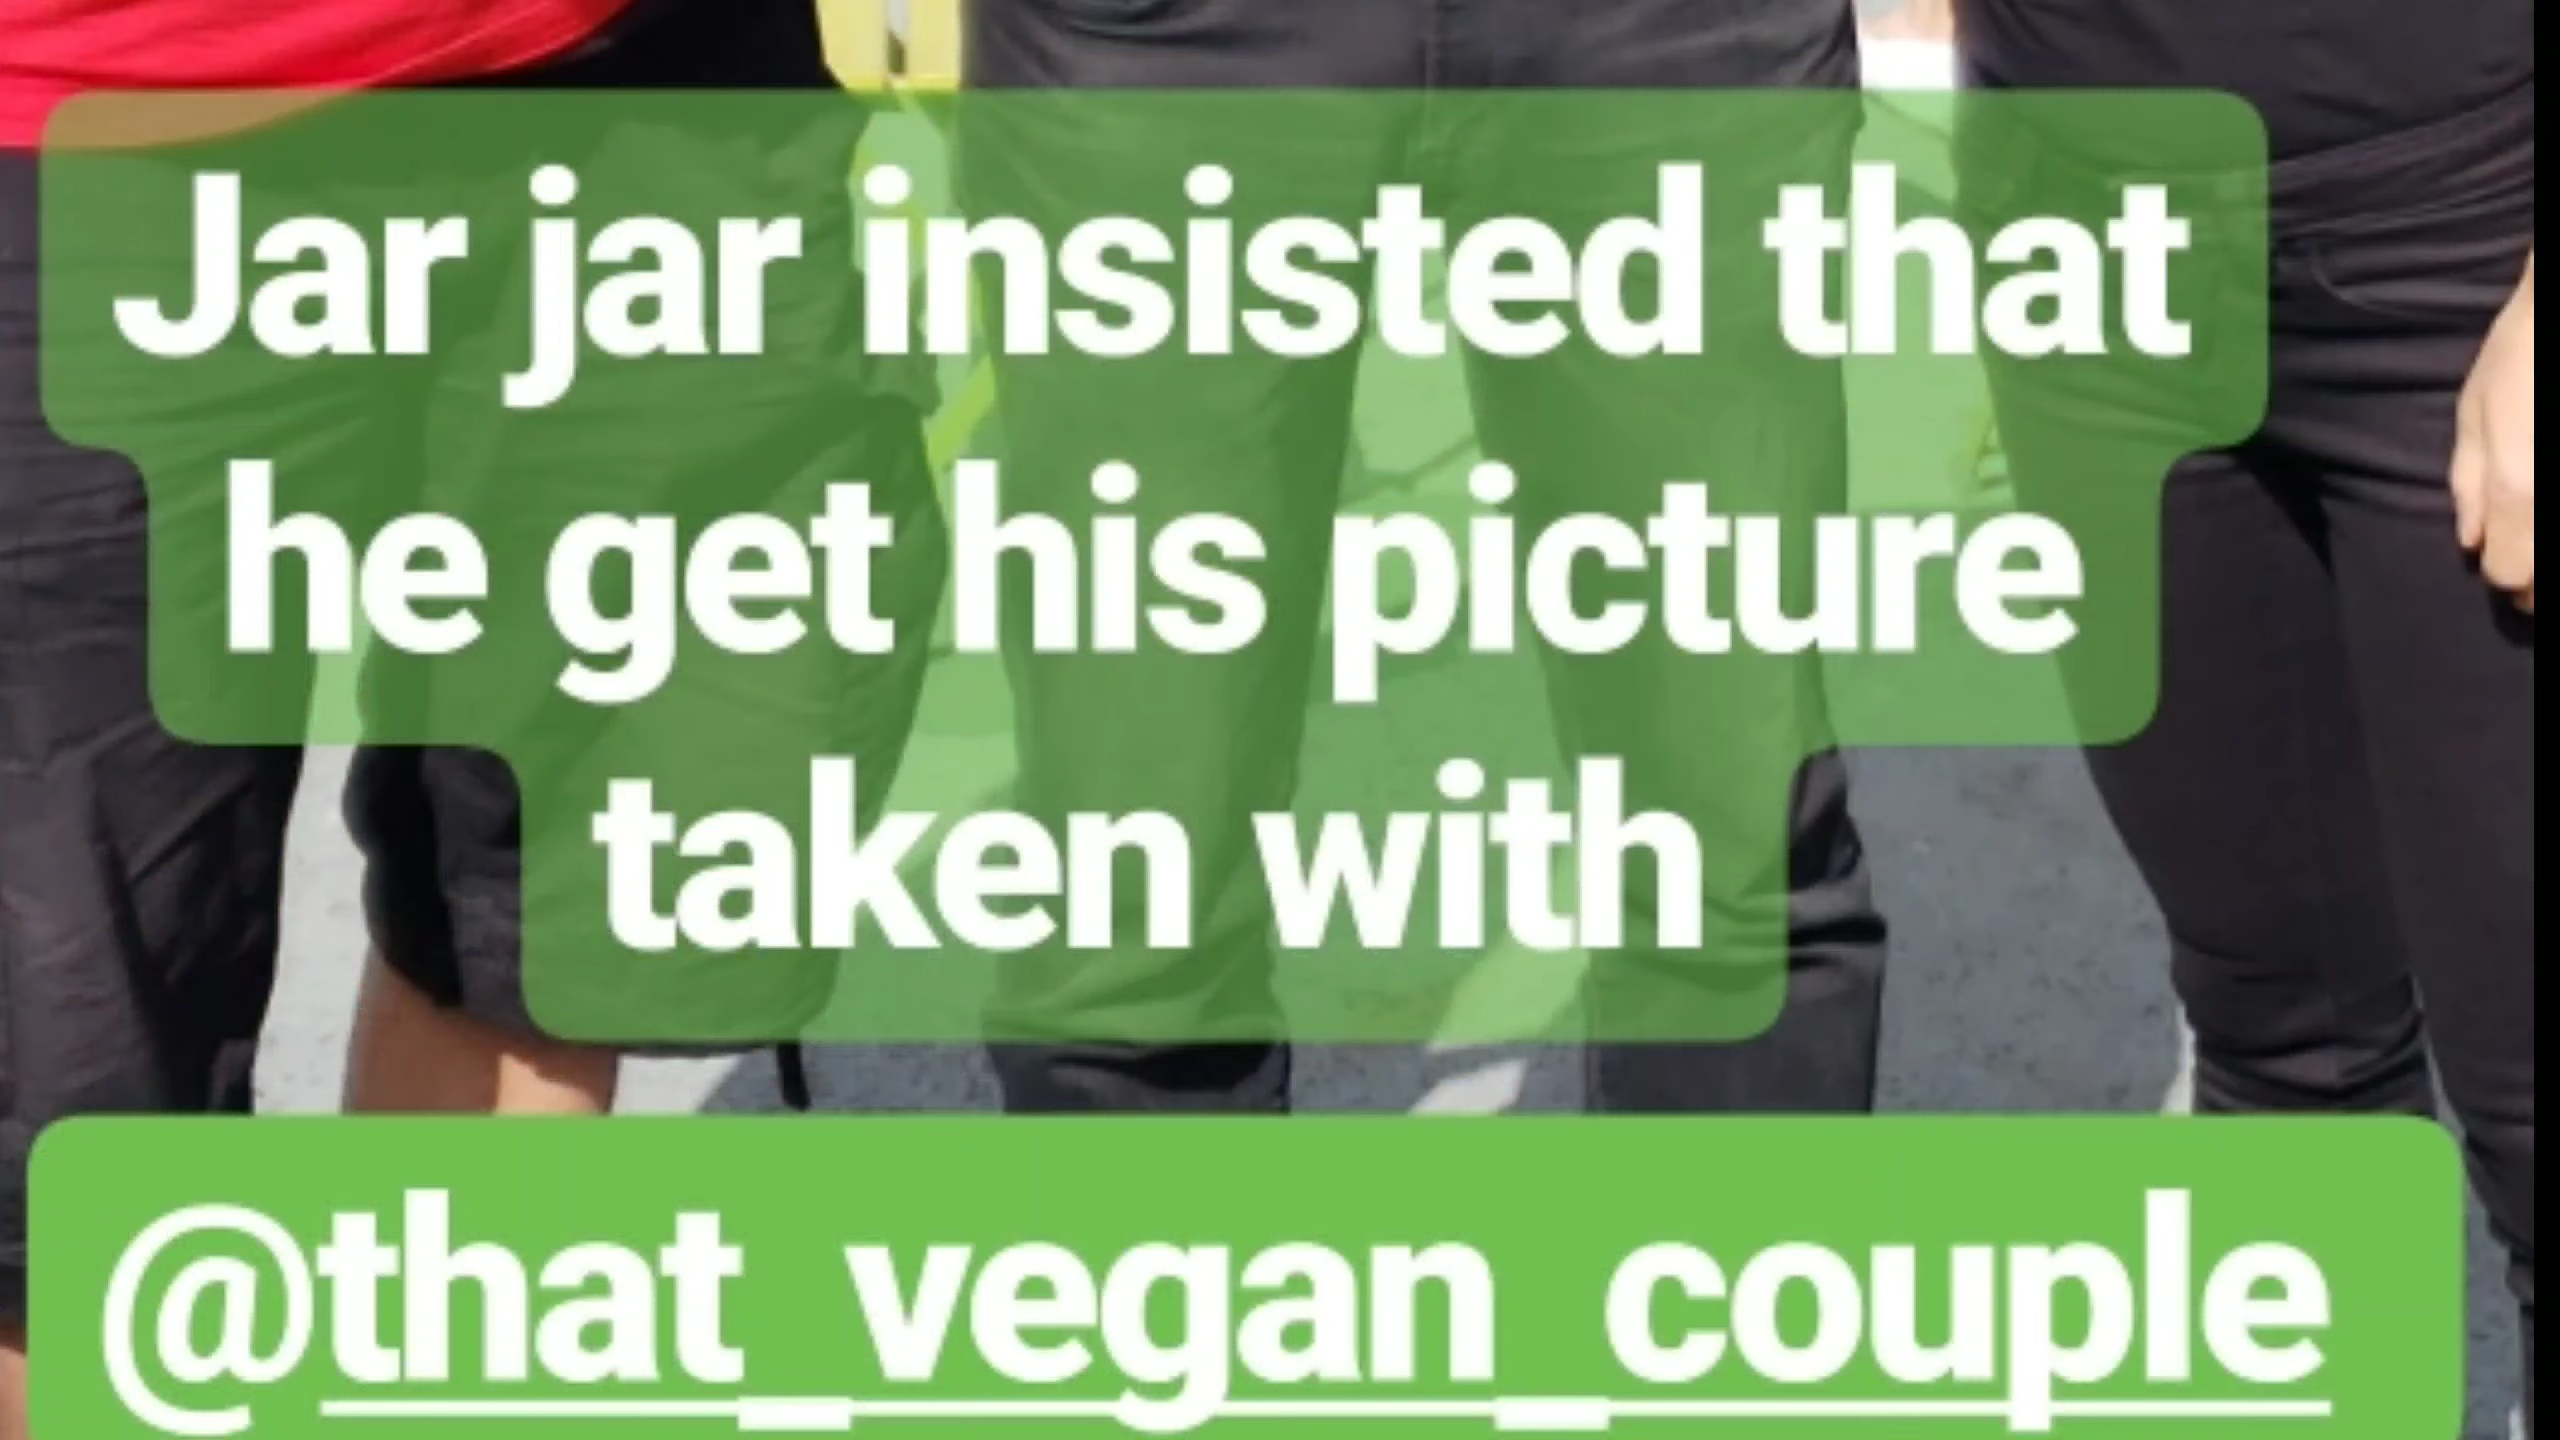 Jar jar insisted that
he get his picture
taken with
@that_vegan_couple